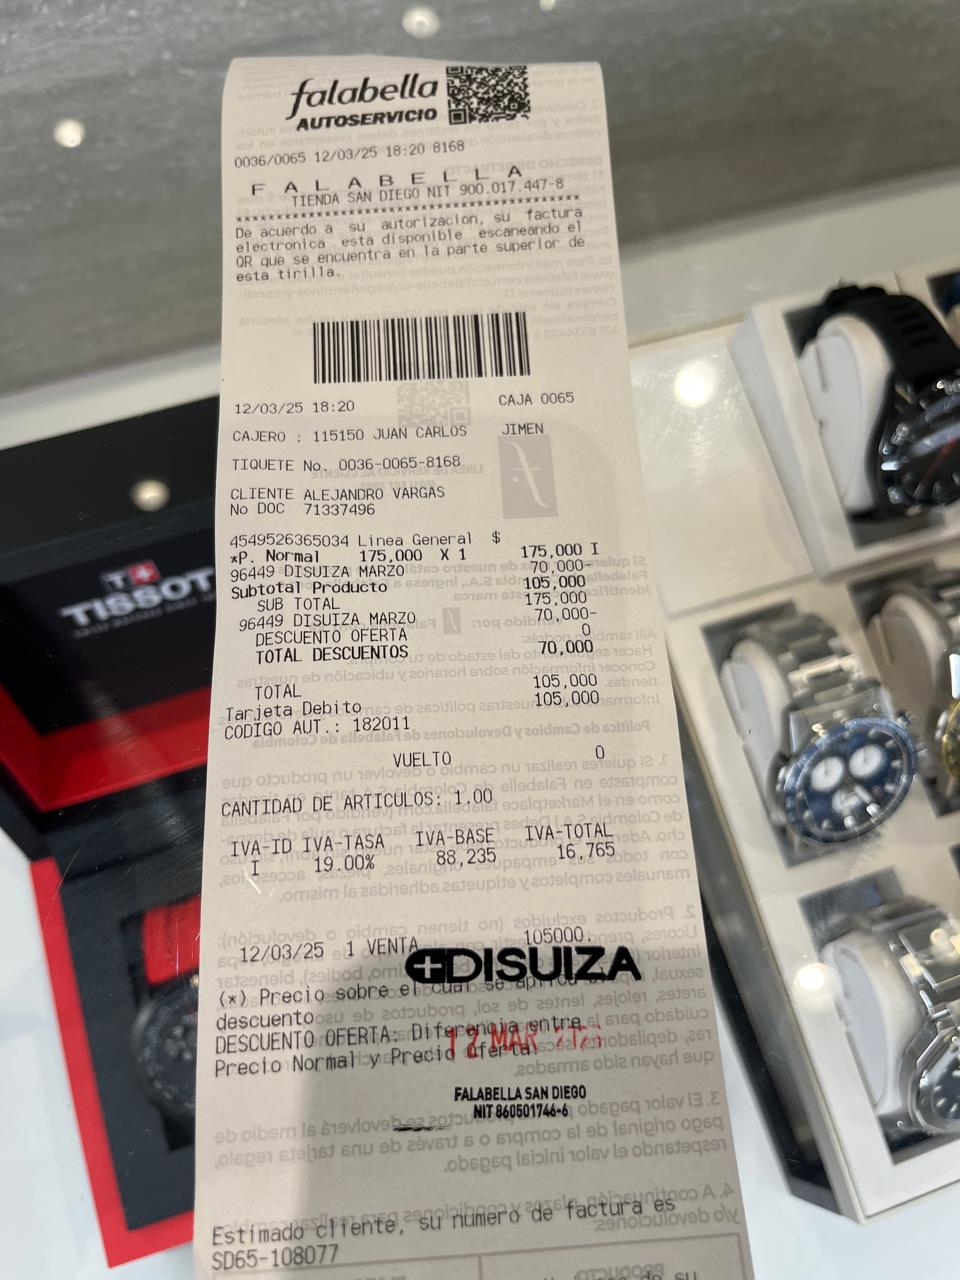 falabella
AUTOSERVICIO
0036/0065 12/03/25 18:20 8168
F A L A B E L L A
TIENDA SAN DIEGO NIT 900.017.447-8
****************************************
De acuerdo a su autorizacion, su factura
electronica esta disponible escaneando el
QR que se encuentra en la parte superior de
esta tirilla.
12/03/25 18:20 CAJA 0065
CAJERO : 115150 JUAN CARLOS JIMEN
TIQUETE No. 0036-0065-8168
CLIENTE ALEJANDRO VARGAS
No DOC 71337496
4549526365034 Linea General $
*P. Normal 175,000 X 1 175,000 I
96449 DISUIZA MARZO 70,000-
Subtotal Producto 105,000
SUB TOTAL 175,000
96449 DISUIZA MARZO 70,000-
DESCUENTO OFERTA 0
TOTAL DESCUENTOS 70,000
TOTAL 105,000
Tarjeta Debito 105,000
CODIGO AUT.: 182011
VUELTO 0
CANTIDAD DE ARTICULOS: 1.00
IVA-ID IVA-TASA IVA-BASE IVA-TOTAL
I 19.00% 88,235 16,765
12/03/25 1 VENTA 105000.
DISUIZA
(*) Precio sobre el cual se aplica
descuento
DESCUENTO OFERTA: Diferencia entre
Precio Normal y Precio Oferta.
12 MAR
FALABELLA SAN DIEGO
NIT 860501746-6
Estimado cliente, su numero de factura es
SD65-108077
TISSOT